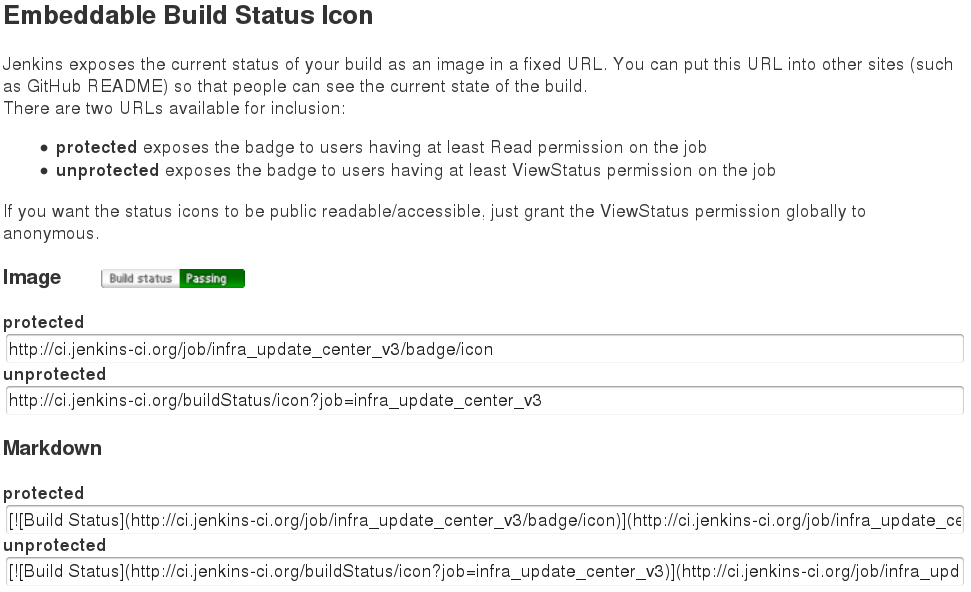 Embeddable Build Status Icon
Jenkins exposes the current status of your build as an image in a fixed URL. You can put this URL into other sites (such
as GitHub README) so that people can see the current state of the build.
There are two URLs available for inclusion:
• protected exposes the badge to users having at least Read permission on the job
• unprotected exposes the badge to users having at least ViewStatus permission on the job
If you want the status icons to be public readable/accessible, just grant the ViewStatus permission globally to
anonymous.
Image Build status Passing
protected
http://ci.jenkins-ci.org/job/infra_update_center_v3/badge/icon
unprotected
http://ci.jenkins-ci.org/buildStatus/icon?job=infra_update_center_v3
Markdown
protected
[![Build Status](http://ci.jenkins-ci.org/job/infra_update_center_v3/badge/icon)](http://ci.jenkins-ci.org/job/infra_update_ce
unprotected
[![Build Status](http://ci.jenkins-ci.org/buildStatus/icon?job=infra_update_center_v3)](http://ci.jenkins-ci.org/job/infra_upd